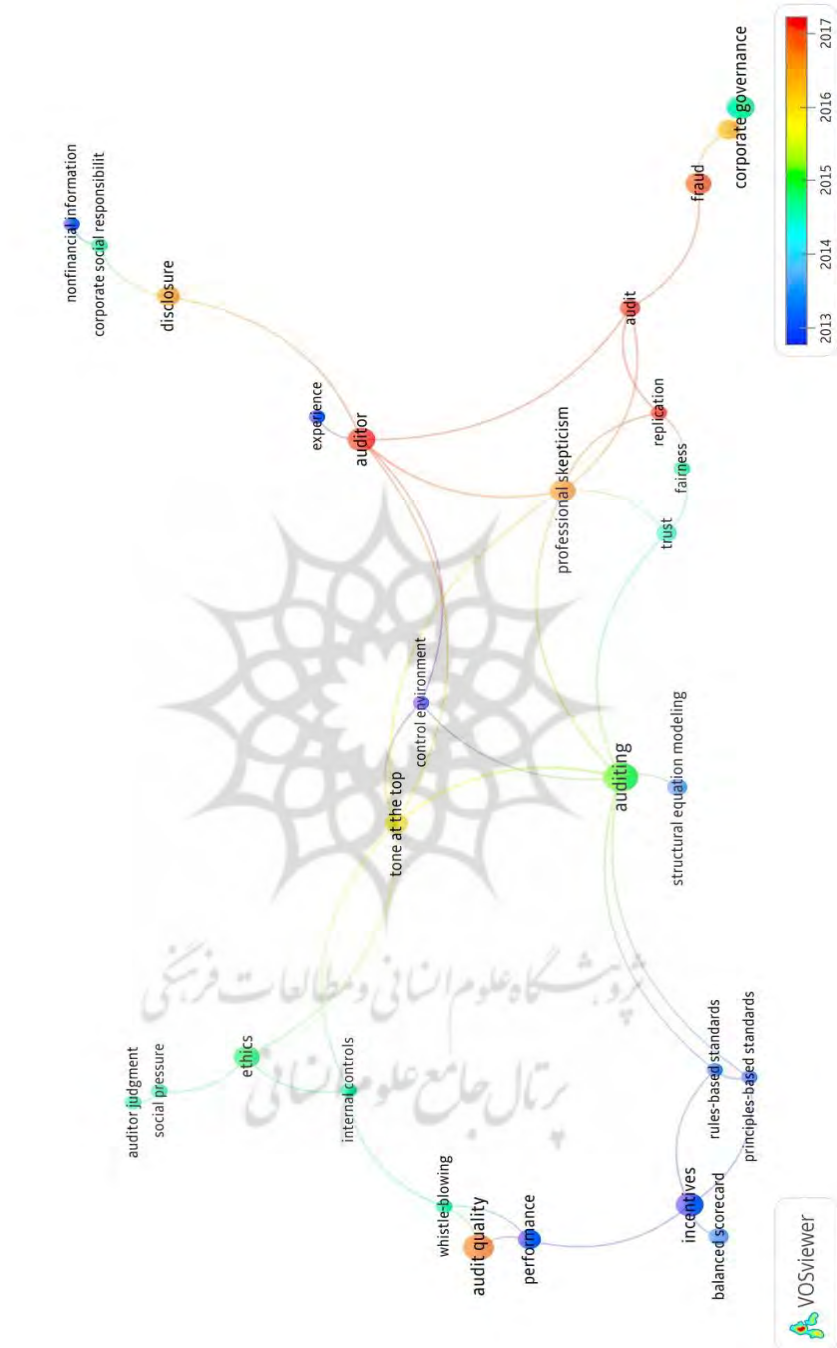 nonfinancial information
corporate social responsibilit
disclosure
experience
auditor
corporate governance
fraud
audit
replication
fairness
trust
professional skepticism
control environment
tone at the top
auditing
structural equation modeling
auditor judgment
social pressure
ethics
internal controls
whistle-blowing
audit quality
performance
incentives
balanced scorecard
rules-based standards
principles-based standards
پژوهشگاه علوم انسانی و مطالعات فرهنگی
پرتال جامع علوم انسانی
VOSviewer
2013
2014
2015
2016
2017